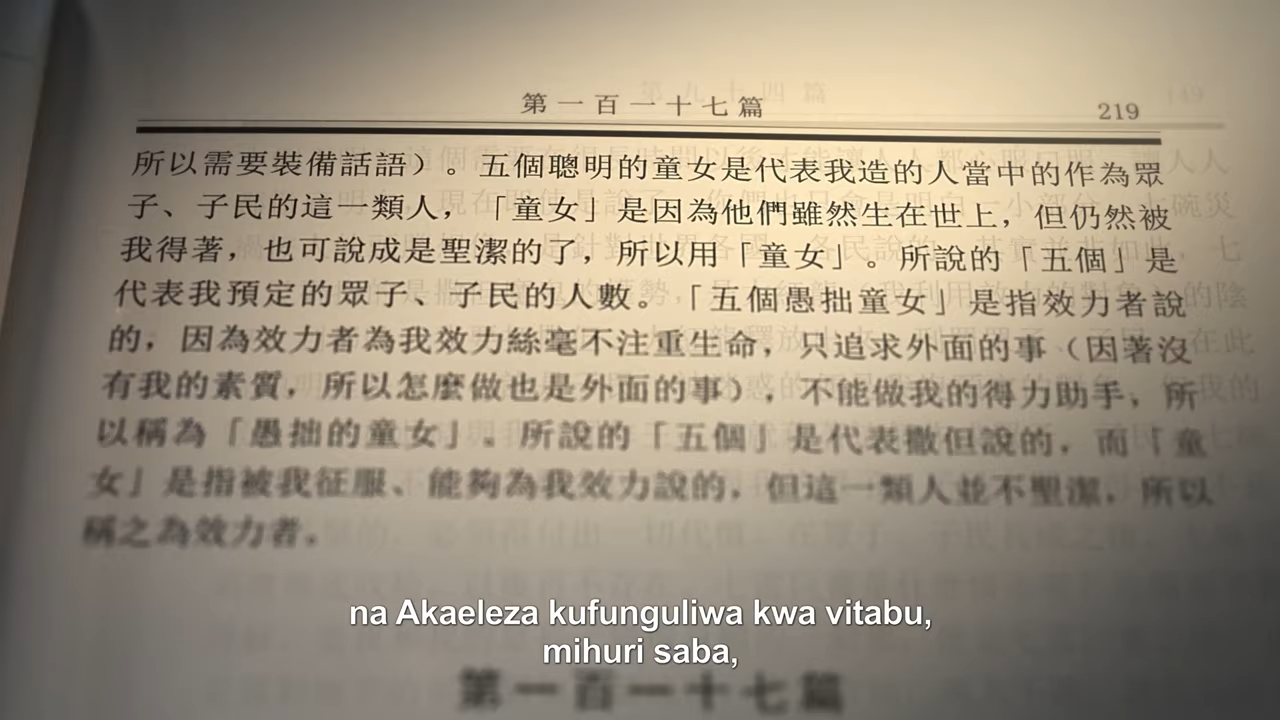 第一百一十七篇
219
所以需要裝備話語）。五個聰明的童女是代表我造的人當中的作為眾
子、子民的這一類人，「童女」是因為他們雖然生在世上，但仍然被
我得著，也可說成是聖潔的了，所以用「童女」。所說的「五個」是
代表我預定的眾子、子民的人數。「五個愚拙童女」是指效力者說
的，因為效力者為我效力絲毫不注重生命，只追求外面的事（因著沒
有我的素質，所以怎麼做也是外面的事），不能做我的得力助手，所
以稱為「愚拙的童女」。所說的「五個」是代表撒但說的，而「童
女」是指被我征服、能夠為我效力說的，但這一類人並不聖潔，所以
稱之為效力者。
na Akaeleza kufunguliwa kwa vitabu,
mihuri saba,
第一百一十七篇